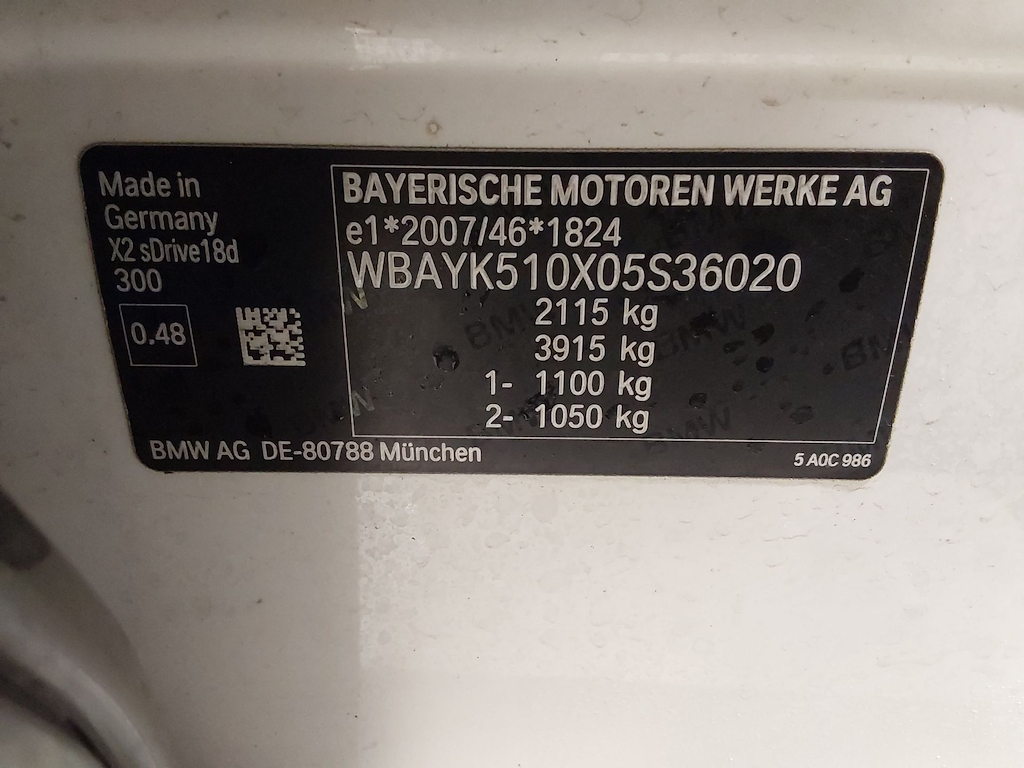 Made in
Germany
X2 sDrive18d
300
0.48
BAYERISCHE MOTOREN WERKE AG
e1*2007/46*1824
WBAYK510X05S36020
2115 kg
3915 kg
1- 1100 kg
2- 1050 kg
BMW AG DE-80788 München
5 A0C 986